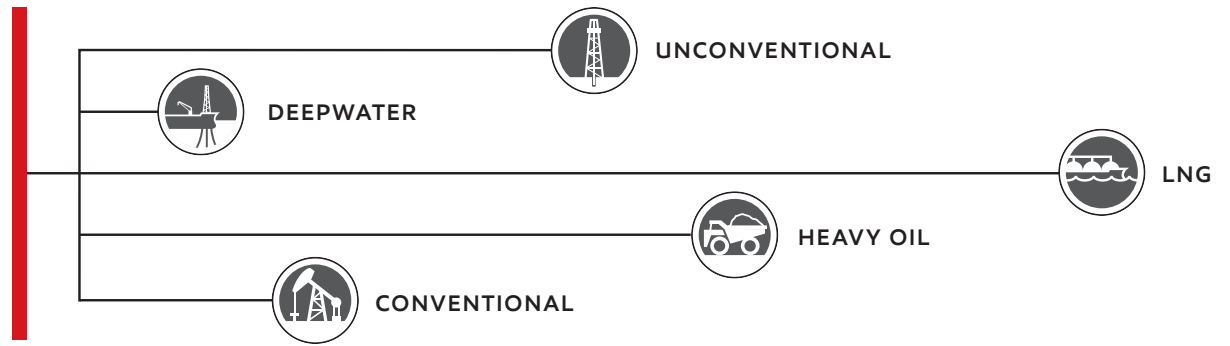 UNCONVENTIONAL
DEEPWATER
LNG
HEAVY OIL
CONVENTIONAL